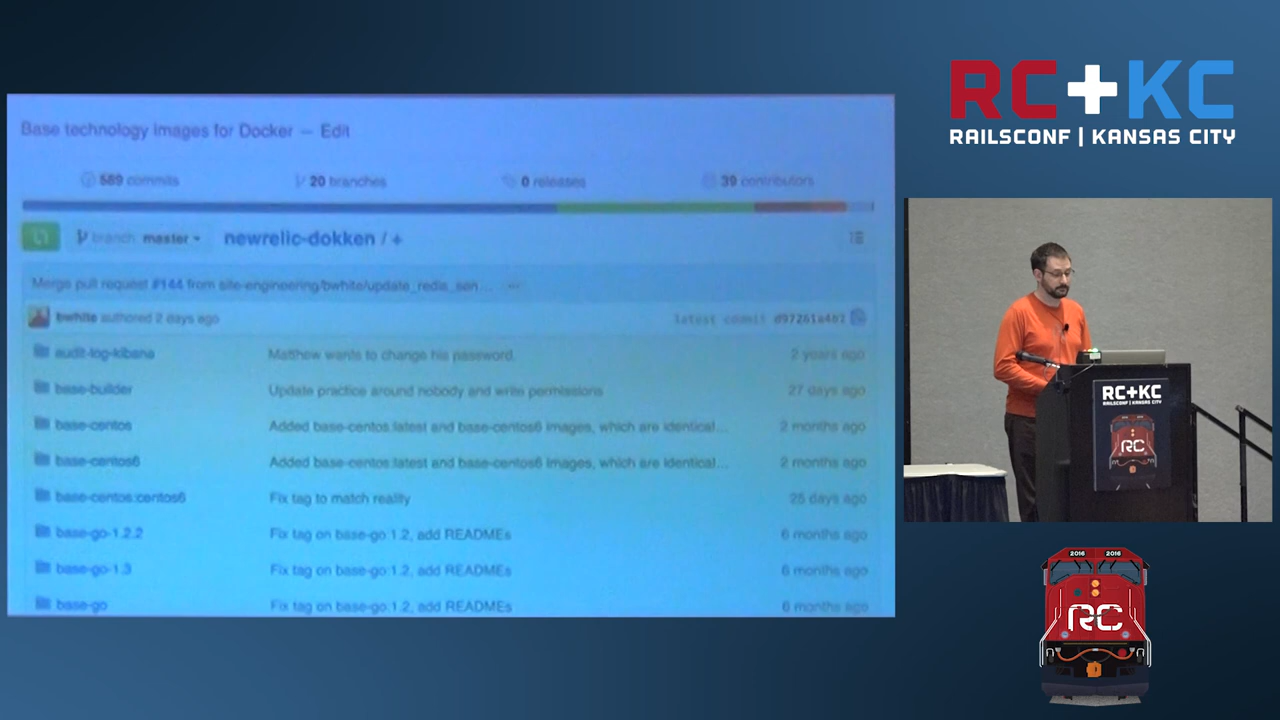 Base technology images for Docker — Edit
589 commits
20 branches
0 releases
39 contributors
branch: master
newrelic-dokken / +
Merge pull request #144 from site-engineering/bwhite/update_redis_sen...
bwhite authored 2 days ago
latest commit
audit-log-kibana Matthew wants to change his password. 2 years ago
base-builder Update practice around nobody and write permissions 27 days ago
base-centos Added base-centos:latest and base-centos6 images, which are identical... 2 months ago
base-centos6 Added base-centos:latest and base-centos6 images, which are identical... 2 months ago
base-centos:centos6 Fix tag to match reality 25 days ago
base-go-1.2.2 Fix tag on base-go:1.2, add READMEs 6 months ago
base-go-1.3 Fix tag on base-go:1.2, add READMEs 6 months ago
base-go Fix tag on base-go:1.2, add READMEs 6 months ago
RC+KC
RAILSCONF | KANSAS CITY
RC+KC
RAILSCONF | KANSAS CITY
RC
2016 2016
RC